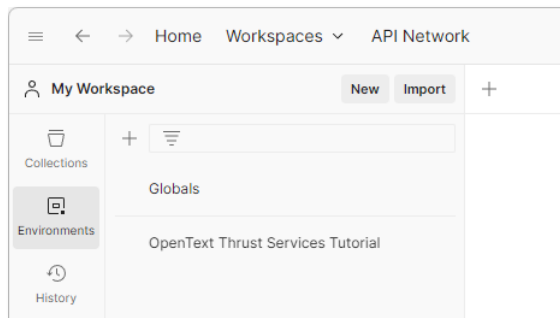 Home Workspaces API Network
My Workspace New Import
Collections
Globals
Environments
OpenText Thrust Services Tutorial
History